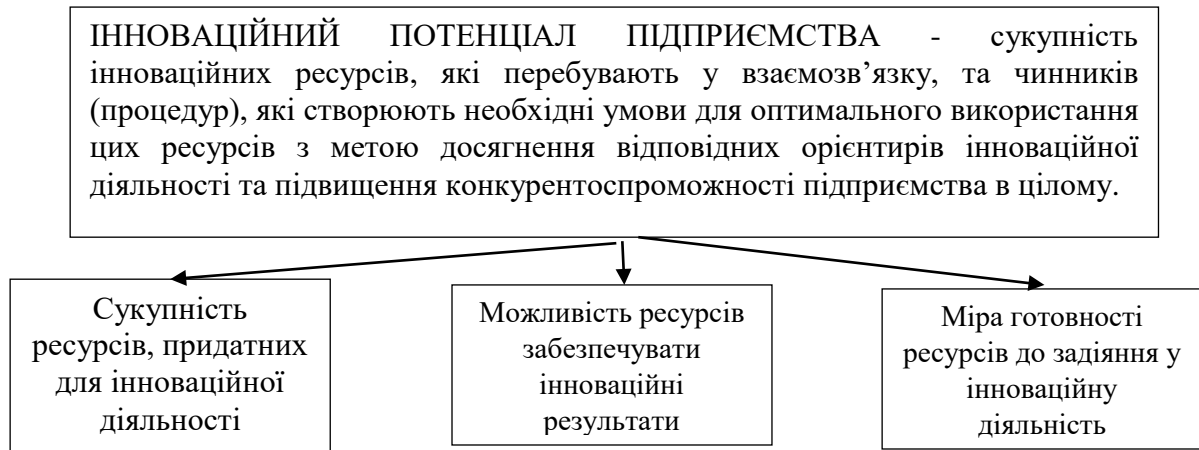 ІННОВАЦІЙНИЙ ПОТЕНЦІАЛ ПІДПРИЄМСТВА - сукупність
інноваційних ресурсів, які перебувають у взаємозв’язку, та чинників
(процедур), які створюють необхідні умови для оптимального використання
цих ресурсів з метою досягнення відповідних орієнтирів інноваційної
діяльності та підвищення конкурентоспроможності підприємства в цілому.
Сукупність
ресурсів, придатних
для інноваційної
діяльності
Можливість ресурсів
забезпечувати
інноваційні
результати
Міра готовності
ресурсів до задіяння у
інноваційну
діяльність